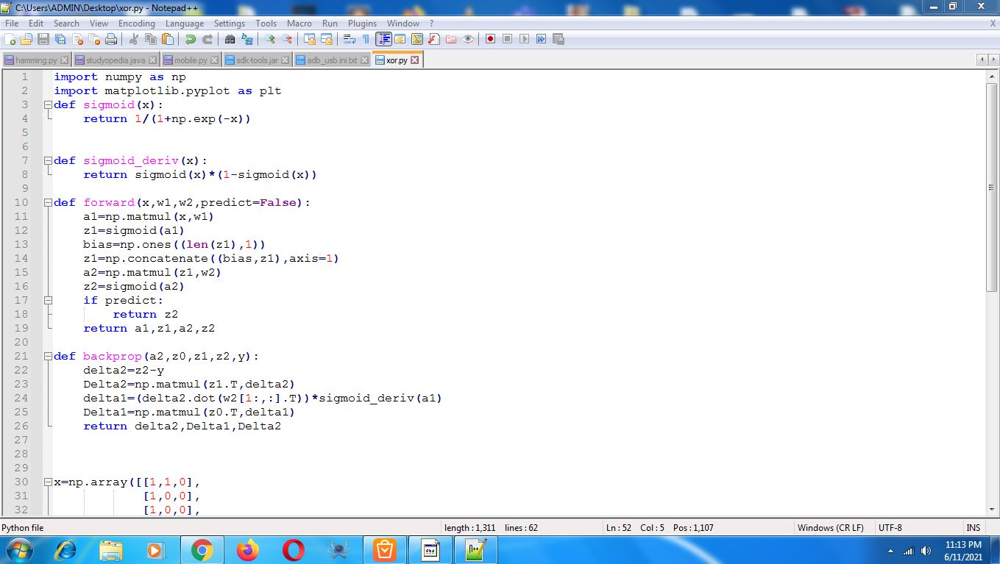 C:\Users\ADMIN\Desktop\xor.py - Notepad++
File Edit Search View Encoding Language Settings Tools Macro Run Plugins Window ? X
hamming.py studyopedia.java mobile.py sdk-tools.jar adb_usb.ini.txt xor.py
1 import numpy as np
2 import matplotlib.pyplot as plt
3 def sigmoid(x):
4 return 1/(1+np.exp(-x))
5
6
7 def sigmoid_deriv(x):
8 return sigmoid(x)*(1-sigmoid(x))
9
10 def forward(x,w1,w2,predict=False):
11 a1=np.matmul(x,w1)
12 z1=sigmoid(a1)
13 bias=np.ones((len(z1),1))
14 z1=np.concatenate((bias,z1),axis=1)
15 a2=np.matmul(z1,w2)
16 z2=sigmoid(a2)
17 if predict:
18 return z2
19 return a1,z1,a2,z2
20
21 def backprop(a2,z0,z1,z2,y):
22 delta2=z2-y
23 Delta2=np.matmul(z1.T,delta2)
24 delta1=(delta2.dot(w2[1:,:].T))*sigmoid_deriv(a1)
25 Delta1=np.matmul(z0.T,delta1)
26 return delta2,Delta1,Delta2
27
28
29
30 x=np.array([[1,1,0],
31 [1,0,0],
32 [1,0,0],
Python file length : 1,311 lines : 62 Ln : 52 Col : 5 Pos : 1,107 Windows (CR LF) UTF-8 INS
11:13 PM
6/11/2021